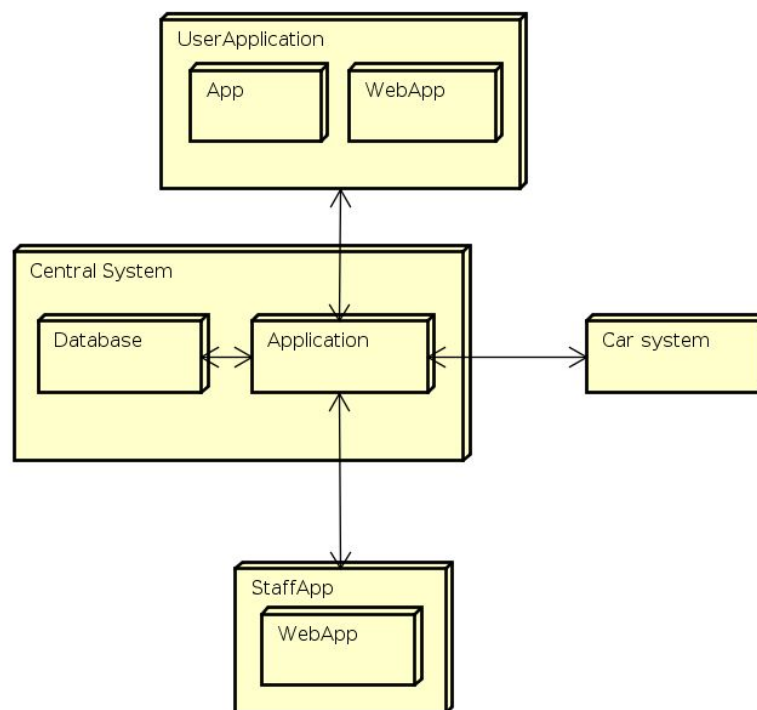 UserApplication
App
WebApp
Central System
Database
Application
Car system
StaffApp
WebApp